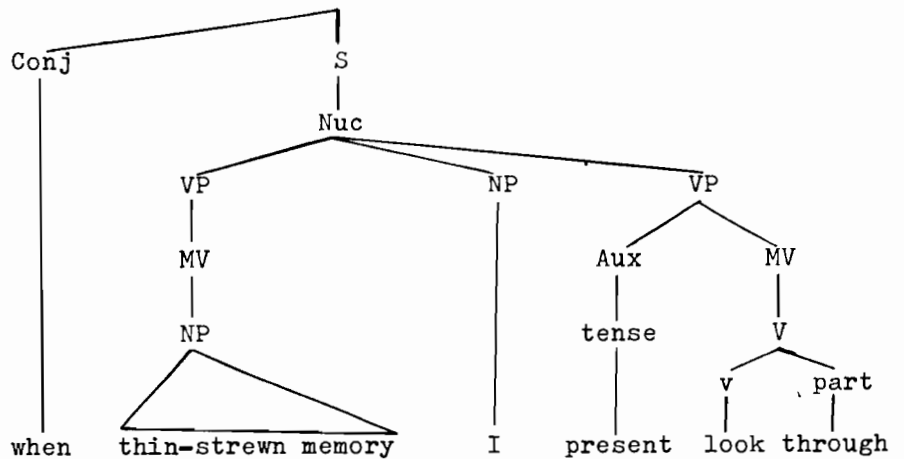 Conj S
Nuc
VP NP VP
MV Aux MV
NP tense V
v part
when thin-strewn memory I present look through